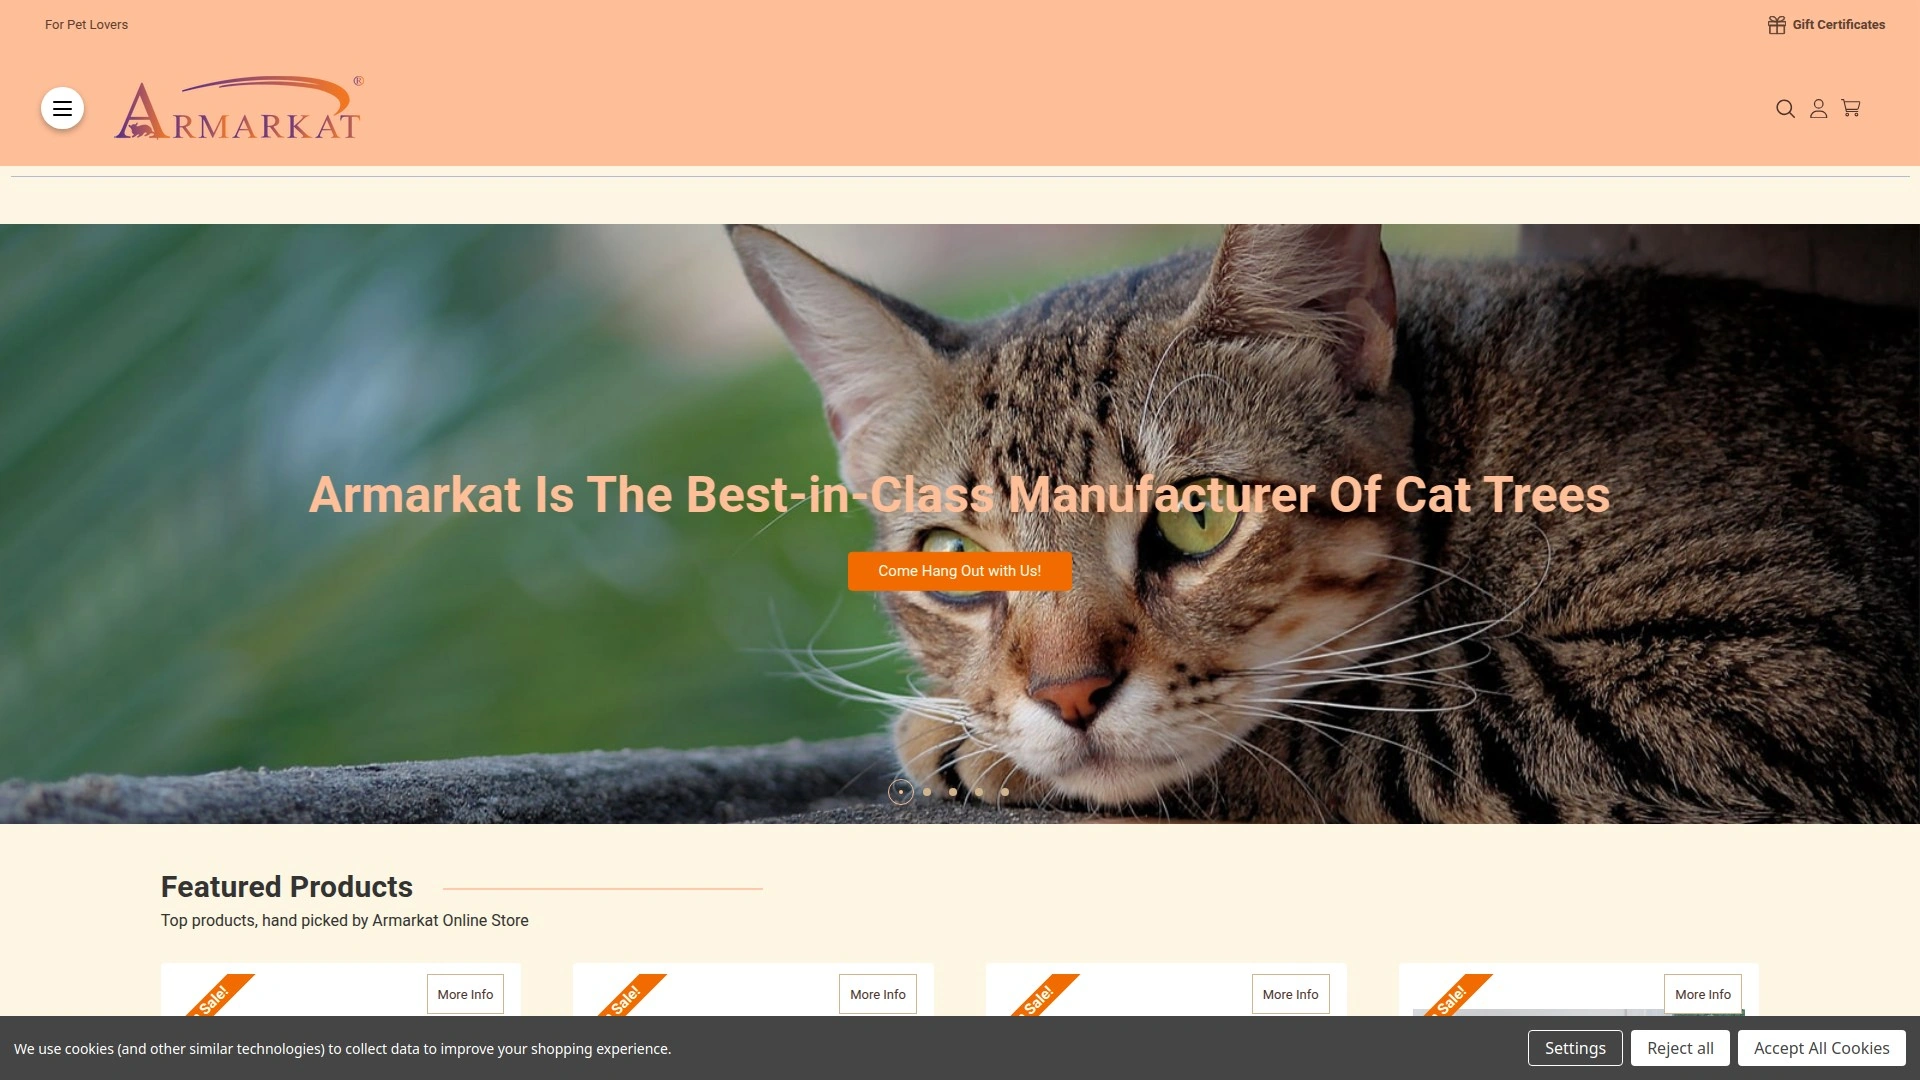 For Pet Lovers
Gift Certificates
ARMARKAT®
Armarkat Is The Best-in-Class Manufacturer Of Cat Trees
Come Hang Out with Us!
Featured Products
Top products, hand picked by Armarkat Online Store
Sale!
More Info
Sale!
More Info
Sale!
More Info
Sale!
More Info
We use cookies (and other similar technologies) to collect data to improve your shopping experience.
Settings
Reject all
Accept All Cookies